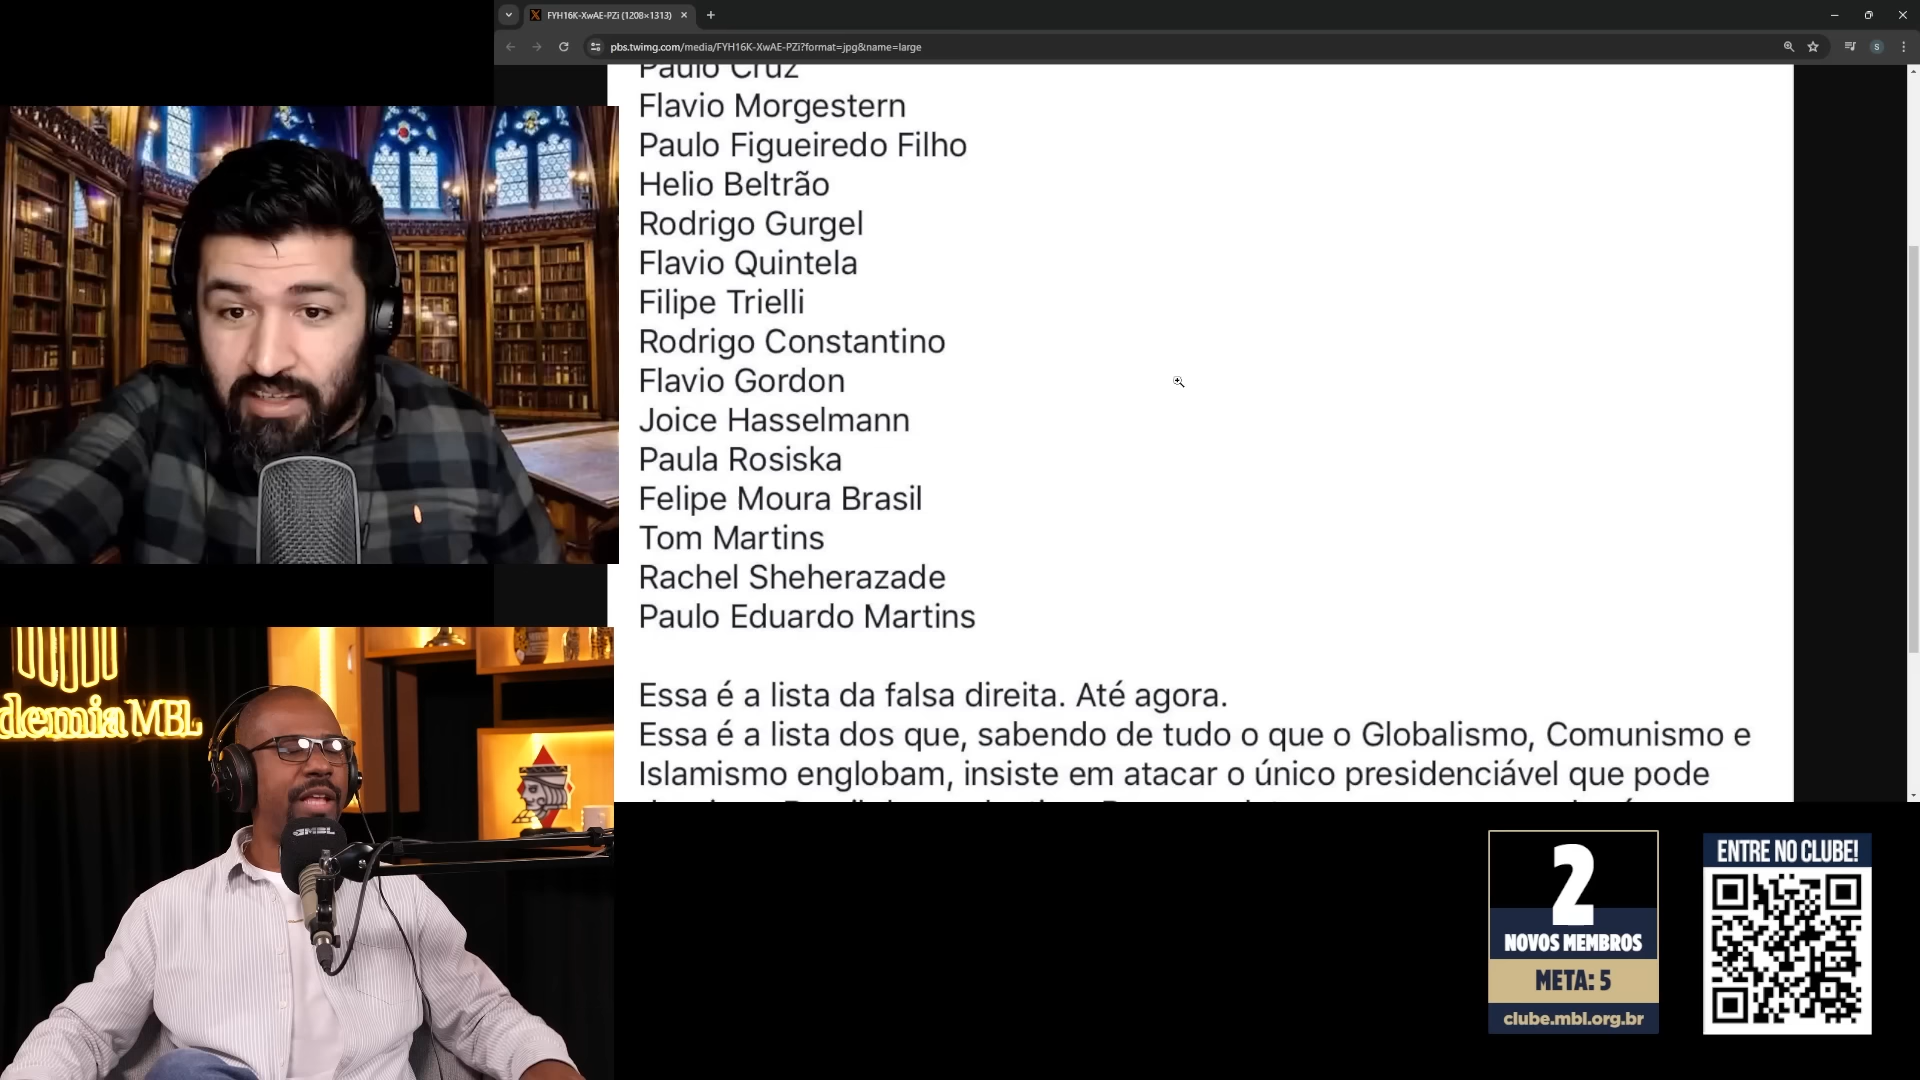 FYH16K-XwAE-PZi (1208×1313)
pbs.twimg.com/media/FYH16K-XwAE-PZi?format=jpg&name=large
Paulo Cruz
Flavio Morgestern
Paulo Figueiredo Filho
Helio Beltrão
Rodrigo Gurgel
Flavio Quintela
Filipe Trielli
Rodrigo Constantino
Flavio Gordon
Joice Hasselmann
Paula Rosiska
Felipe Moura Brasil
Tom Martins
Rachel Sheherazade
Paulo Eduardo Martins
Essa é a lista da falsa direita. Até agora.
Essa é a lista dos que, sabendo de tudo o que o Globalismo, Comunismo e
Islamismo englobam, insiste em atacar o único presidenciável que pode
demia MBL
MBL
2
NOVOS MEMBROS
META: 5
clube.mbl.org.br
ENTRE NO CLUBE!